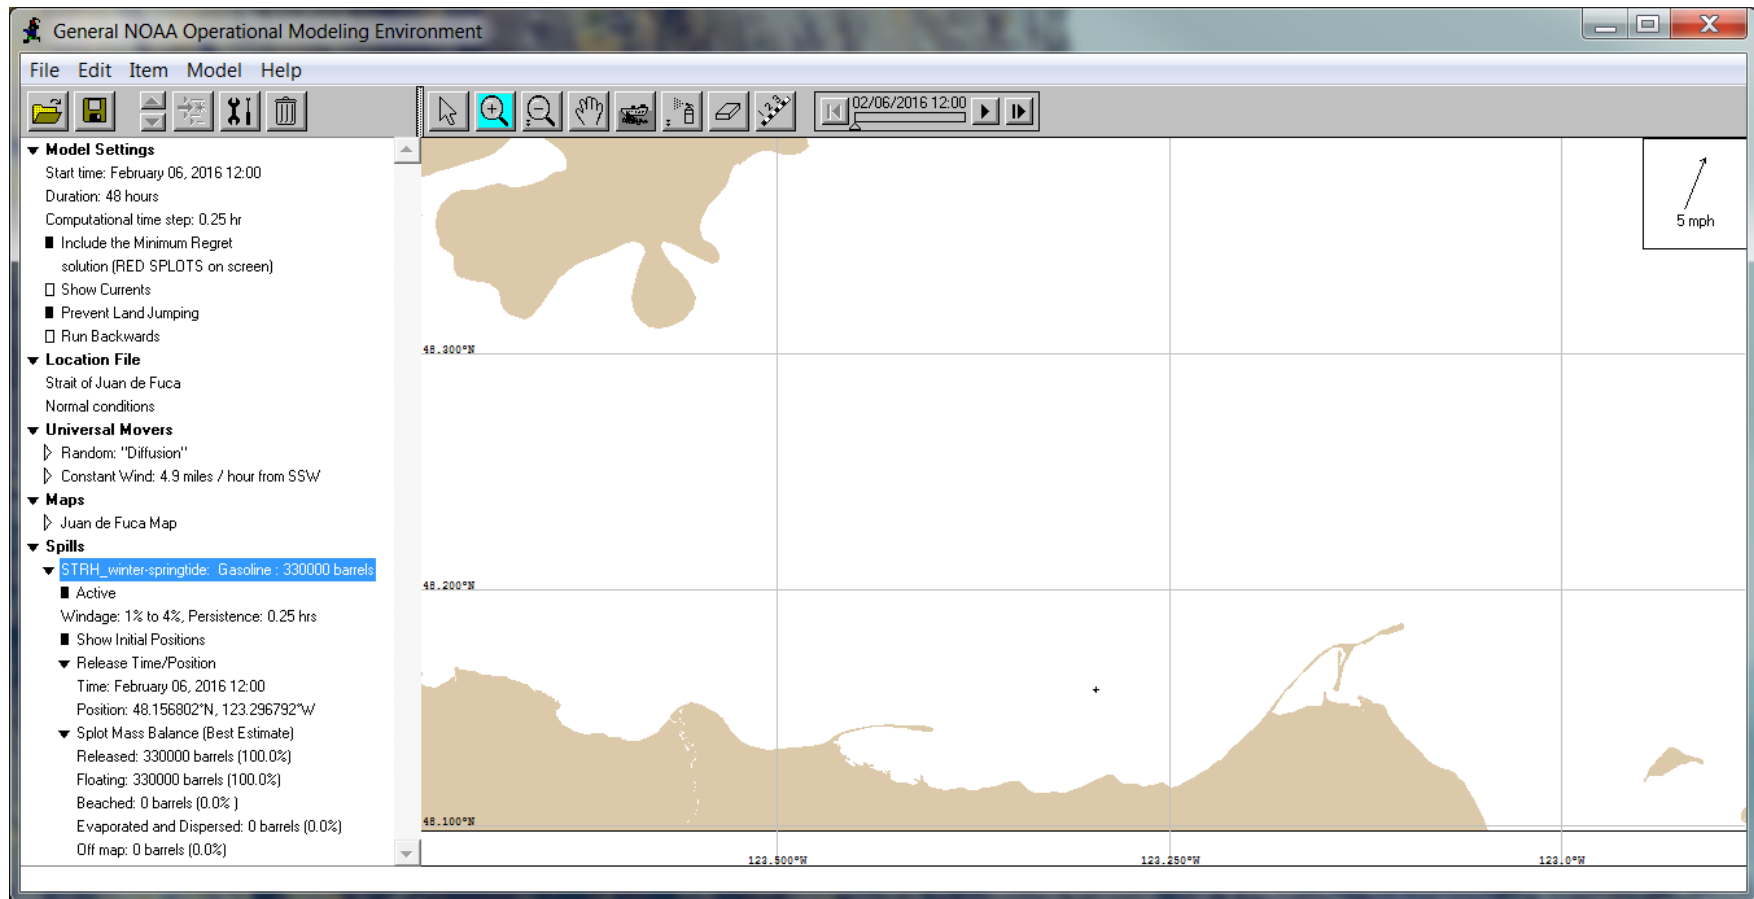 General NOAA Operational Modeling Environment
File Edit Item Model Help
02/06/2016 12:00
Model Settings
Start time: February 06, 2016 12:00
Duration: 48 hours
Computational time step: 0.25 hr
Include the Minimum Regret
solution (RED SPLOTS on screen)
Show Currents
Prevent Land Jumping
Run Backwards
Location File
Strait of Juan de Fuca
Normal conditions
Universal Movers
Random: "Diffusion"
Constant Wind: 4.9 miles / hour from SSW
Maps
Juan de Fuca Map
Spills
STRH_winter-springtide: Gasoline : 330000 barrels
Active
Windage: 1% to 4%, Persistence: 0.25 hrs
Show Initial Positions
Release Time/Position
Time: February 06, 2016 12:00
Position: 48.156802°N, 123.296792°W
Splot Mass Balance (Best Estimate)
Released: 330000 barrels (100.0%)
Floating: 330000 barrels (100.0%)
Beached: 0 barrels (0.0% )
Evaporated and Dispersed: 0 barrels (0.0%)
Off map: 0 barrels (0.0%)
5 mph
48.300°N
48.200°N
48.100°N
123.500°W 123.250°W 123.0°W